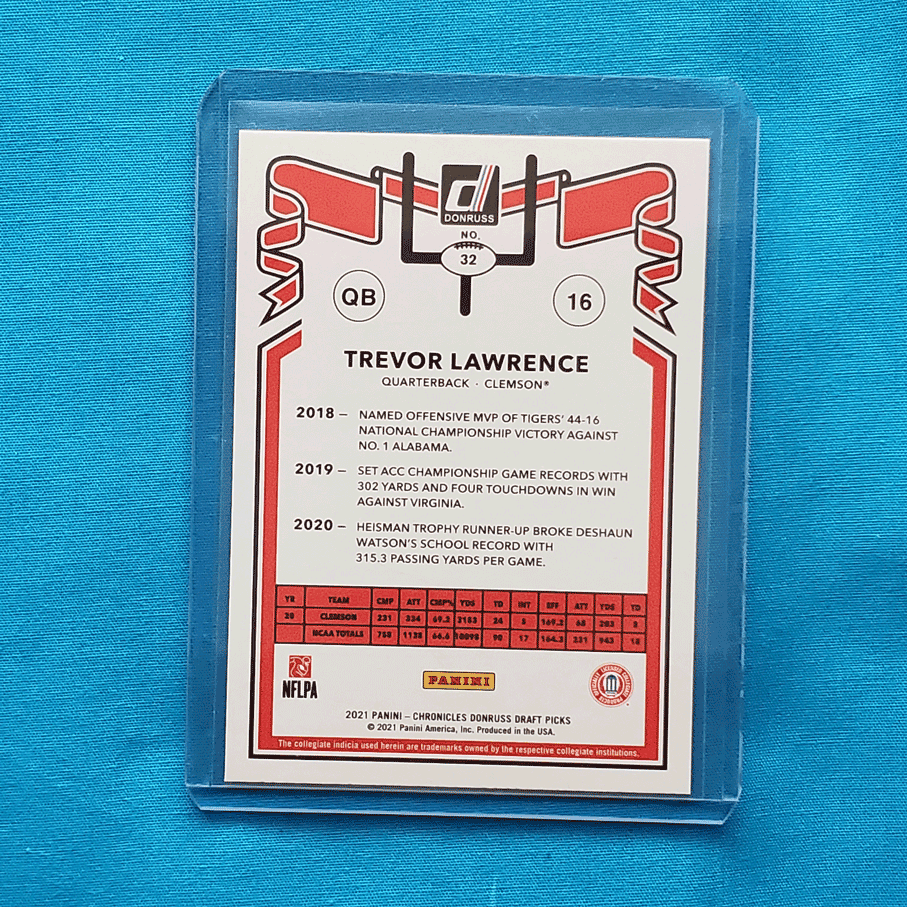 DONRUSS
NO.
32
QB
16
TREVOR LAWRENCE
QUARTERBACK · CLEMSON®
2018 – NAMED OFFENSIVE MVP OF TIGERS' 44-16
NATIONAL CHAMPIONSHIP VICTORY AGAINST
NO. 1 ALABAMA.
2019 – SET ACC CHAMPIONSHIP GAME RECORDS WITH
302 YARDS AND FOUR TOUCHDOWNS IN WIN
AGAINST VIRGINIA.
2020 – HEISMAN TROPHY RUNNER-UP BROKE DESHAUN
WATSON'S SCHOOL RECORD WITH
315.3 PASSING YARDS PER GAME.
YR TEAM CMP ATT CMP% YDS TD INT EFF ATT YDS TD
20 CLEMSON 231 334 69.2 3153 24 5 169.2 68 203 8
NCAA TOTALS 758 1138 66.6 10098 90 17 164.3 231 943 18
NFLPA
PANINI
OFFICIALLY LICENSED COLLEGIATE PRODUCTS
2021 PANINI – CHRONICLES DONRUSS DRAFT PICKS
© 2021 Panini America, Inc. Produced in the USA.
The collegiate indicia used herein are trademarks owned by the respective collegiate institutions.